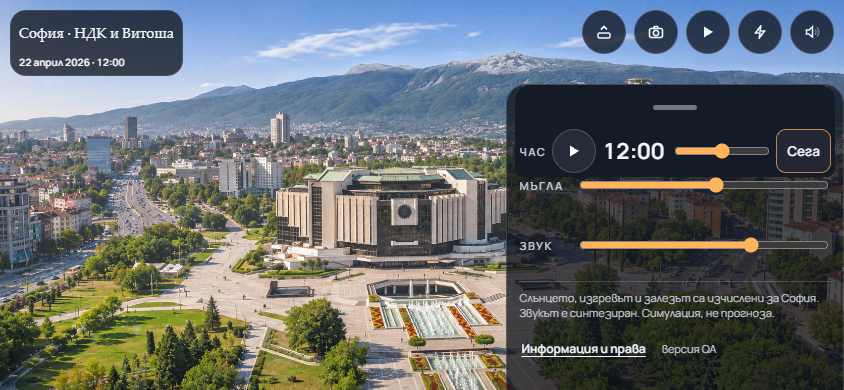 София · НДК и Витоша
22 април 2026 · 12:00
ЧАС
12:00
Сега
МЪГЛА
ЗВУК
Слънцето, изгревът и залезът са изчислени за София.
Звукът е синтезиран. Симулация, не прогноза.
Информация и права
версия QA